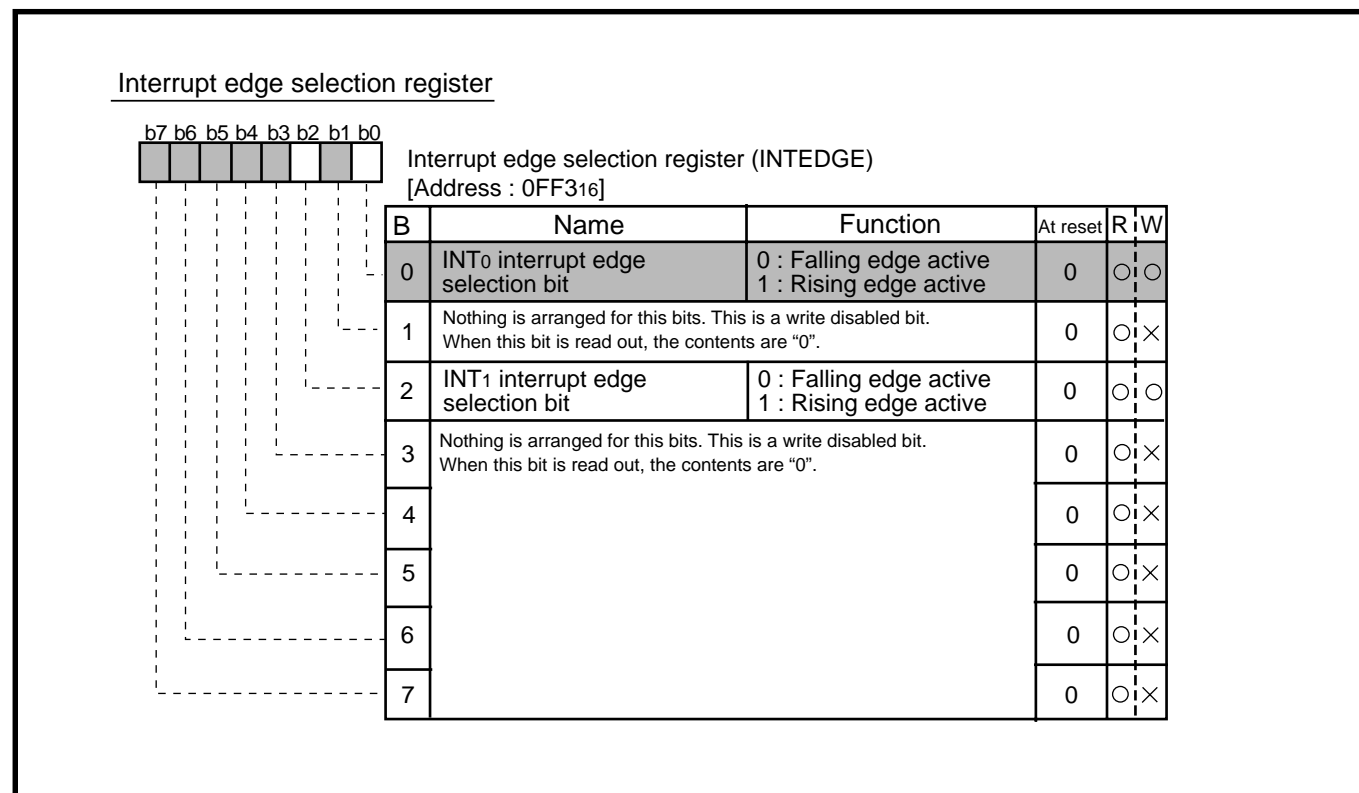 Interrupt edge selection register
b7 b6 b5 b4 b3 b2 b1 b0
Interrupt edge selection register (INTEDGE)
[Address : 0FF316]
B Name Function At reset R W
0 INT0 interrupt edge selection bit 0 : Falling edge active 1 : Rising edge active 0 ○ ○
1 Nothing is arranged for this bits. This is a write disabled bit. When this bit is read out, the contents are “0”. 0 ○ ×
2 INT1 interrupt edge selection bit 0 : Falling edge active 1 : Rising edge active 0 ○ ○
3 Nothing is arranged for this bits. This is a write disabled bit. When this bit is read out, the contents are “0”. 0 ○ ×
4 0 ○ ×
5 0 ○ ×
6 0 ○ ×
7 0 ○ ×